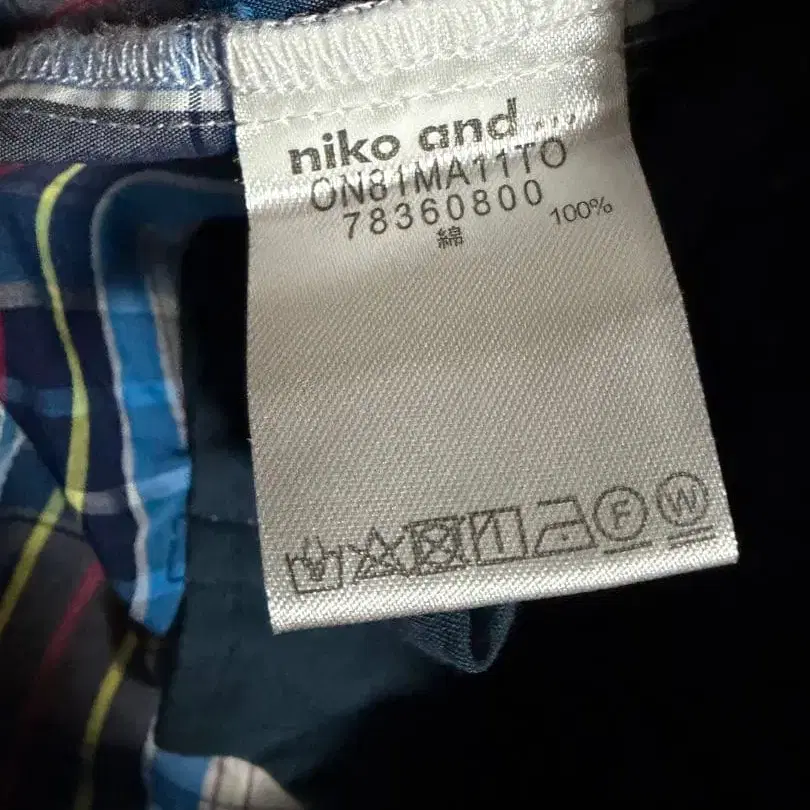 niko and ...
ON81MA11TO
78360800
綿 100%
F W